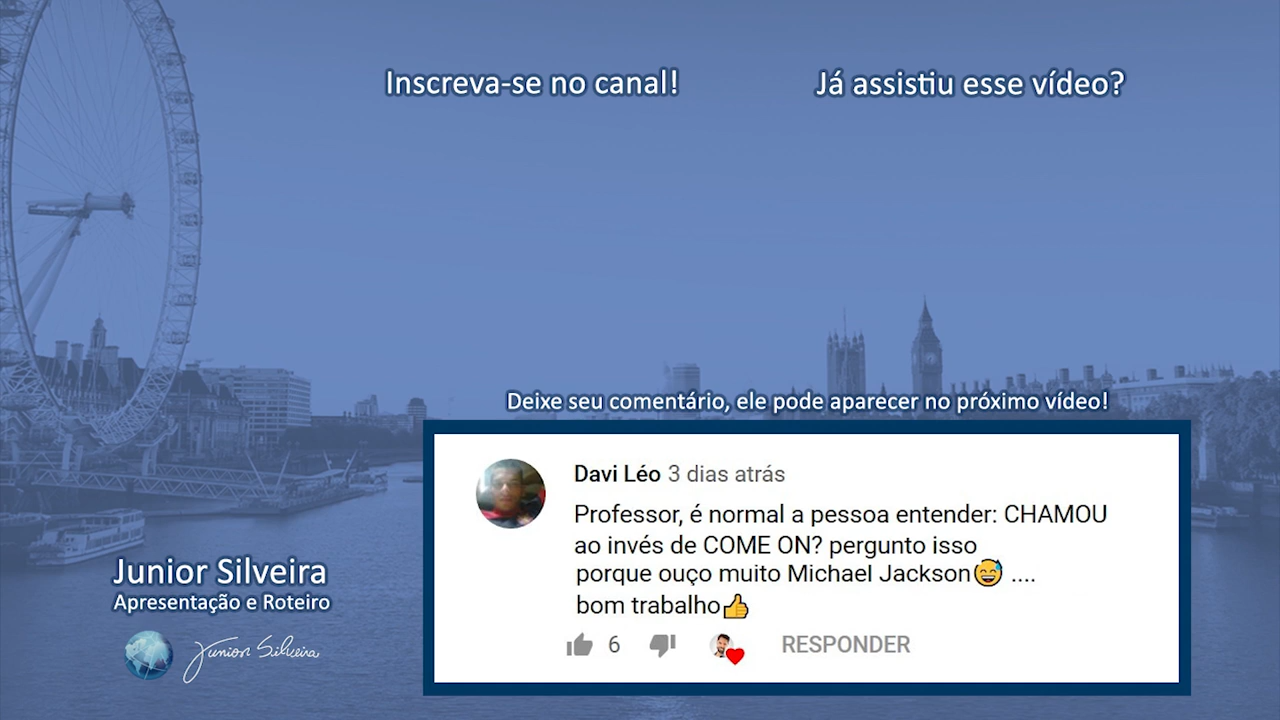 Inscreva-se no canal!
Já assistiu esse vídeo?
Deixe seu comentário, ele pode aparecer no próximo vídeo!
Davi Léo 3 dias atrás
Professor, é normal a pessoa entender: CHAMOU
ao invés de COME ON? pergunto isso
porque ouço muito Michael Jackson😅 ....
bom trabalho👍
6
RESPONDER
Junior Silveira
Apresentação e Roteiro
Junior Silveira